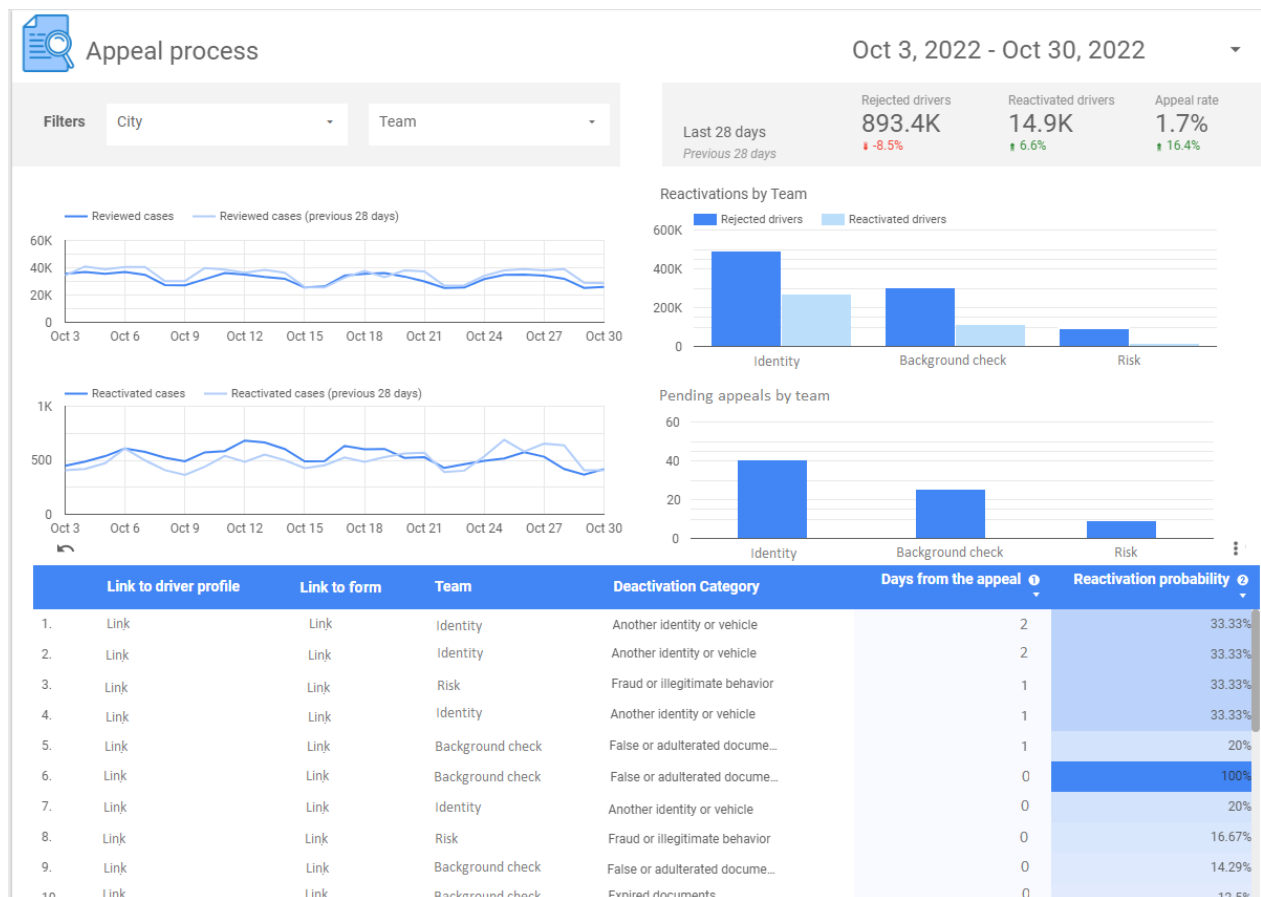 Appeal process
Oct 3, 2022 - Oct 30, 2022
Filters
City
Team
Last 28 days
Previous 28 days
Rejected drivers
893.4K
-8.5%
Reactivated drivers
14.9K
6.6%
Appeal rate
1.7%
16.4%
Reviewed cases Reviewed cases (previous 28 days)
60K
40K
20K
0
Oct 3 Oct 6 Oct 9 Oct 12 Oct 15 Oct 18 Oct 21 Oct 24 Oct 27 Oct 30
Reactivations by Team
Rejected drivers Reactivated drivers
600K
400K
200K
0
Identity Background check Risk
Reactivated cases Reactivated cases (previous 28 days)
1K
500
0
Oct 3 Oct 6 Oct 9 Oct 12 Oct 15 Oct 18 Oct 21 Oct 24 Oct 27 Oct 30
Pending appeals by team
60
40
20
0
Identity Background check Risk
Link to driver profile Link to form Team Deactivation Category Days from the appeal 1 Reactivation probability 2
1. Link Link Identity Another identity or vehicle 2 33.33%
2. Link Link Identity Another identity or vehicle 2 33.33%
3. Link Link Risk Fraud or illegitimate behavior 1 33.33%
4. Link Link Identity Another identity or vehicle 1 33.33%
5. Link Link Background check False or adulterated docume... 1 20%
6. Link Link Background check False or adulterated docume... 0 100%
7. Link Link Identity Another identity or vehicle 0 20%
8. Link Link Risk Fraud or illegitimate behavior 0 16.67%
9. Link Link Background check False or adulterated docume... 0 14.29%
10. Link Link Background check Expired documents 0 12.5%